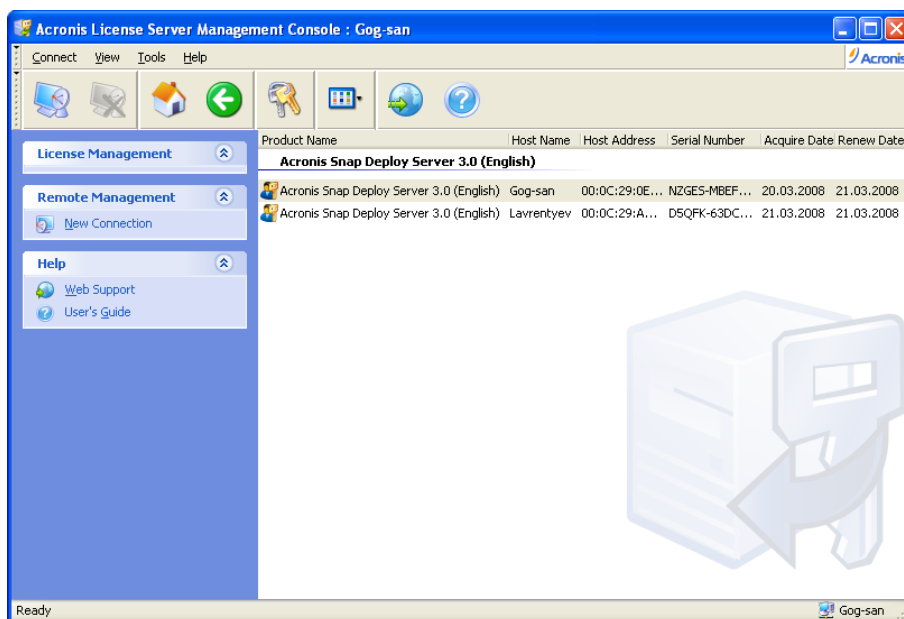 Acronis License Server Management Console : Gog-san
Connect View Tools Help
Acronis
License Management
Remote Management
New Connection
Help
Web Support
User's Guide
Product Name Host Name Host Address Serial Number Acquire Date Renew Date
Acronis Snap Deploy Server 3.0 (English)
Acronis Snap Deploy Server 3.0 (English) Gog-san 00:0C:29:0E... NZGE5-MBEF... 20.03.2008 21.03.2008
Acronis Snap Deploy Server 3.0 (English) Lavrentyev 00:0C:29:A... D5QFK-63DC... 21.03.2008 21.03.2008
Ready Gog-san